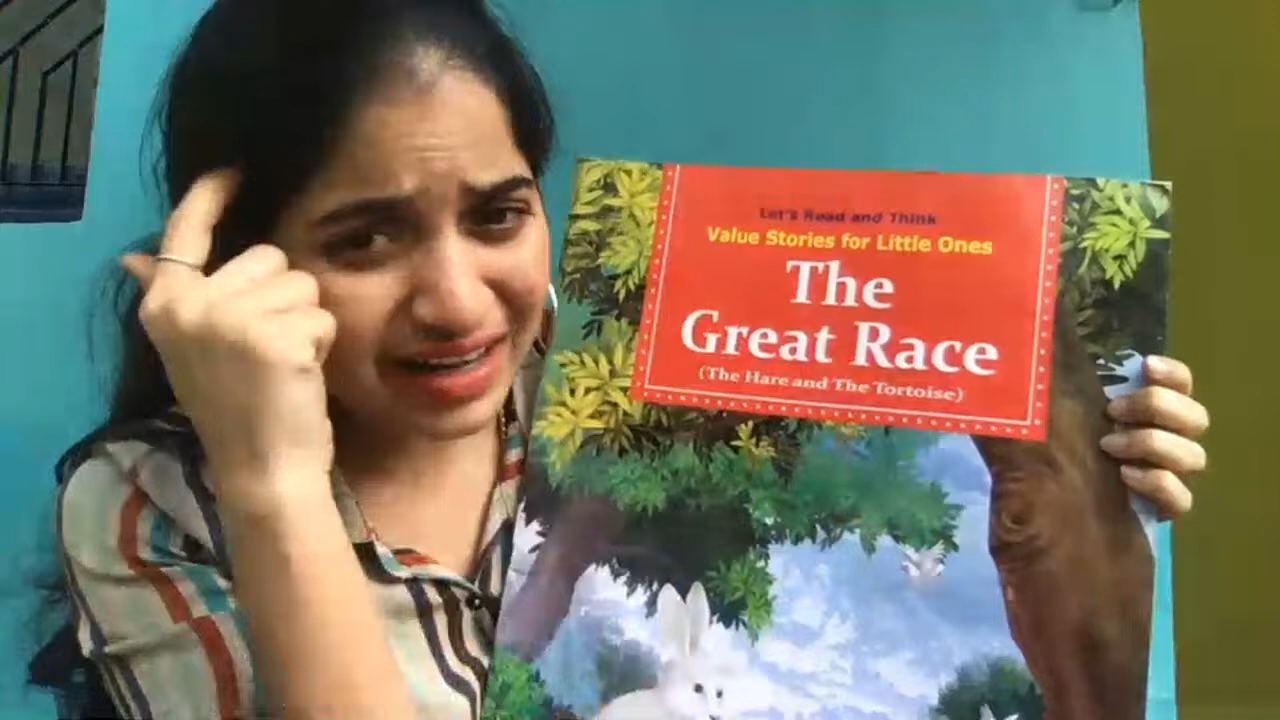 Let's Read and Think
Value Stories for Little Ones
The
Great Race
(The Hare and The Tortoise)